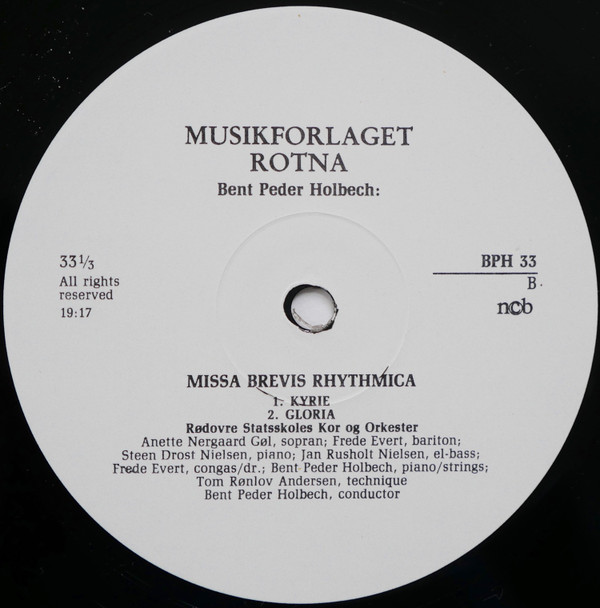 MUSIKFORLAGET
ROTNA
Bent Peder Holbech:
33 1/3
All rights
reserved
19:17
BPH 33
B
ncb
MISSA BREVIS RHYTHMICA
1. KYRIE
2. GLORIA
Rødovre Statsskoles Kor og Orkester
Anette Nergaard Gøl, sopran; Frede Evert, bariton;
Steen Drost Nielsen, piano; Jan Rusholt Nielsen, el-bass;
Frede Evert, congas/dr.; Bent Peder Holbech, piano/strings;
Tom Rønlov Andersen, technique
Bent Peder Holbech, conductor